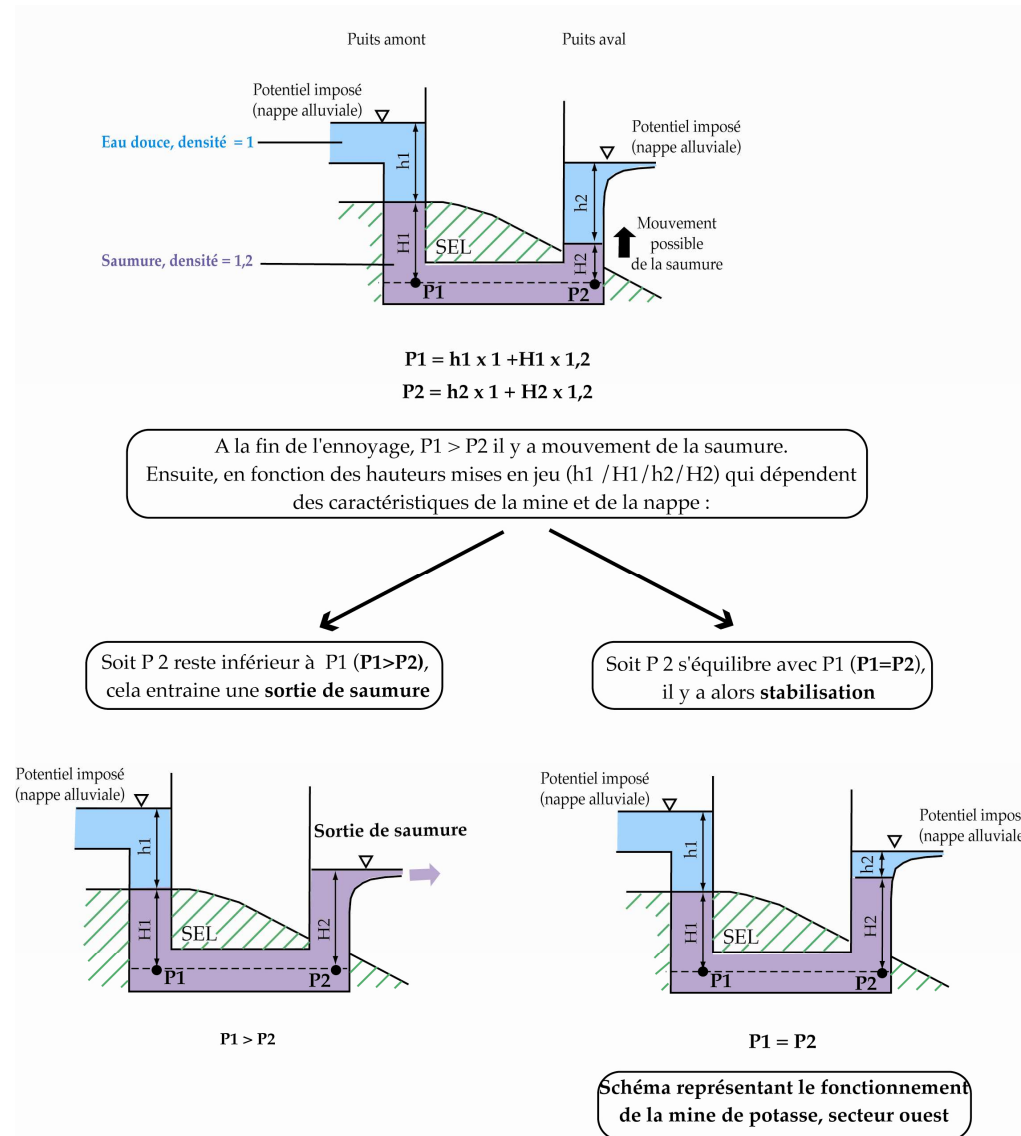 Puits amont
Puits aval
Potentiel imposé
(nappe alluviale)
Potentiel imposé
(nappe alluviale)
Eau douce, densité = 1
h1
h2
H1
SEL
H2
Mouvement
possible
de la saumure
Saumure, densité = 1,2
P1
P2
P1 = h1 x 1 +H1 x 1,2
P2 = h2 x 1 + H2 x 1,2
A la fin de l'ennoyage, P1 > P2 il y a mouvement de la saumure.
Ensuite, en fonction des hauteurs mises en jeu (h1 /H1/h2/H2) qui dépendent
des caractéristiques de la mine et de la nappe :
Soit P 2 reste inférieur à P1 (P1>P2),
cela entraine une sortie de saumure
Soit P 2 s'équilibre avec P1 (P1=P2),
il y a alors stabilisation
Potentiel imposé
(nappe alluviale)
Sortie de saumure
h1
H1
SEL
H2
P1
P2
P1 > P2
Potentiel imposé
(nappe alluviale)
Potentiel impos
(nappe alluviale
h1
h2
H1
SEL
H2
P1
P2
P1 = P2
Schéma représentant le fonctionnement
de la mine de potasse, secteur ouest